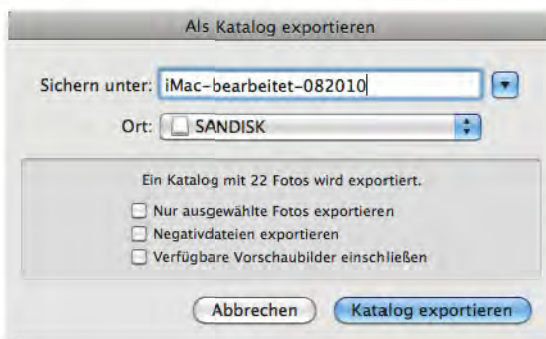 Als Katalog exportieren
Sichern unter: iMac-bearbeitet-082010
Ort: SANDISK
Ein Katalog mit 22 Fotos wird exportiert.
Nur ausgewählte Fotos exportieren
Negativdateien exportieren
Verfügbare Vorschaubilder einschließen
Abbrechen Katalog exportieren